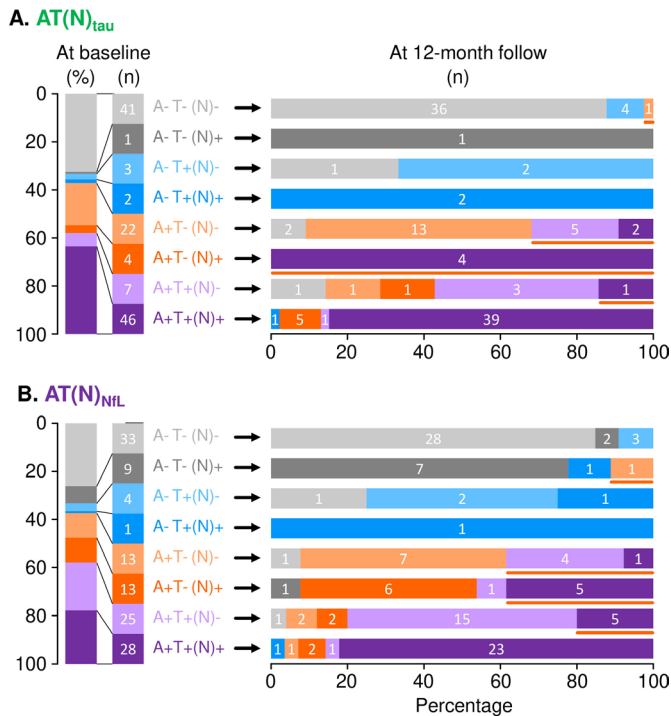 A. AT(N)tau
At baseline At 12-month follow
(%) (n) (n)
0
41 A- T- (N)- 36 4 1
20 1 A- T- (N)+ 1
3 A- T+(N)- 1 2
40 2 A- T+(N)+ 2
22 A+T- (N)- 2 13 5 2
60 4 A+T- (N)+ 4
80 7 A+T+(N)- 1 1 1 3 1
46 A+T+(N)+ 1 5 1 39
100 0 20 40 60 80 100
B. AT(N)NfL
0
33 A- T- (N)- 28 2 3
20 9 A- T- (N)+ 7 1 1
4 A- T+(N)- 1 2 1
40 1 A- T+(N)+ 1
13 A+T- (N)- 1 7 4 1
60 13 A+T- (N)+ 1 6 1 5
80 25 A+T+(N)- 1 2 2 15 5
28 A+T+(N)+ 1 1 2 1 23
100 0 20 40 60 80 100
Percentage